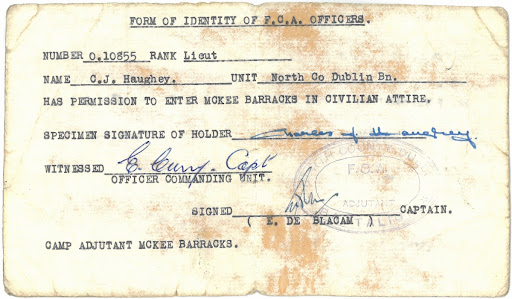 FORM OF IDENTITY OF F.C.A. OFFICERS.
NUMBER O.10855 RANK Lieut
NAME C.J. Haughey. UNIT North Co Dublin Bn.
HAS PERMISSION TO ENTER MCKEE BARRACKS IN CIVILIAN ATTIRE.
SPECIMEN SIGNATURE OF HOLDER Charles J. Haughey.
WITNESSED Capt
OFFICER COMMANDING UNIT.
F.C.A.
ADJUTANT
SIGNED CAPTAIN.
( E. DE BLACAM )
CAMP ADJUTANT MCKEE BARRACKS.